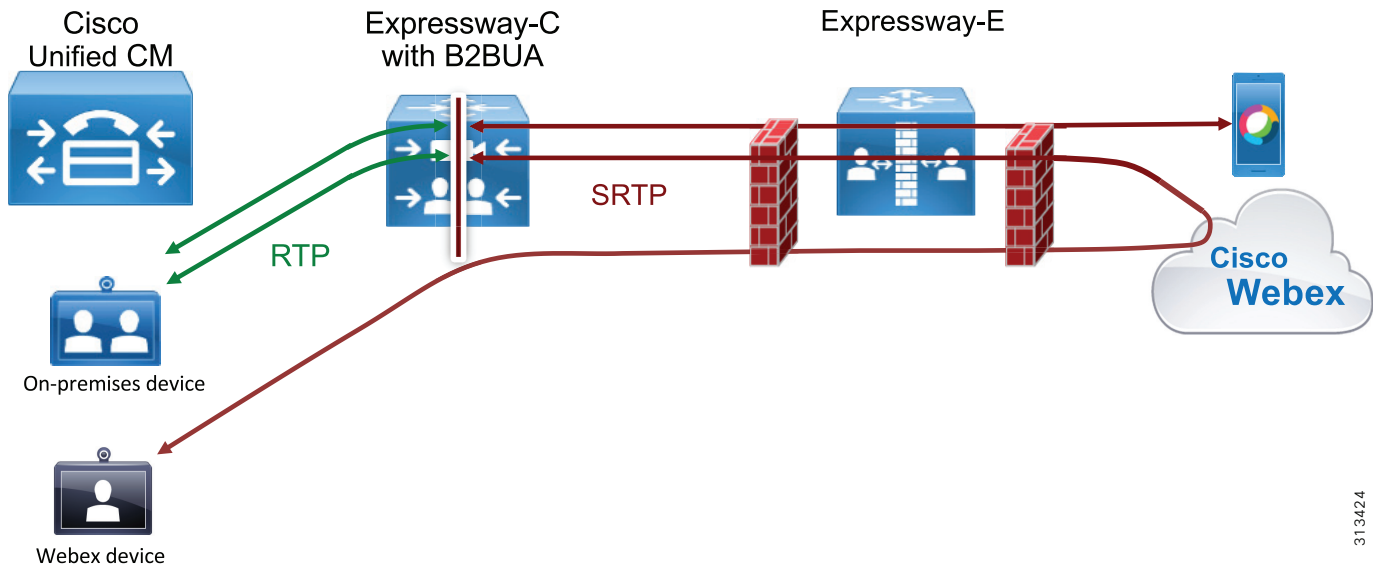 Cisco
Unified CM
Expressway-C
with B2BUA
Expressway-E
SRTP
RTP
Cisco
Webex
On-premises device
Webex device
313424